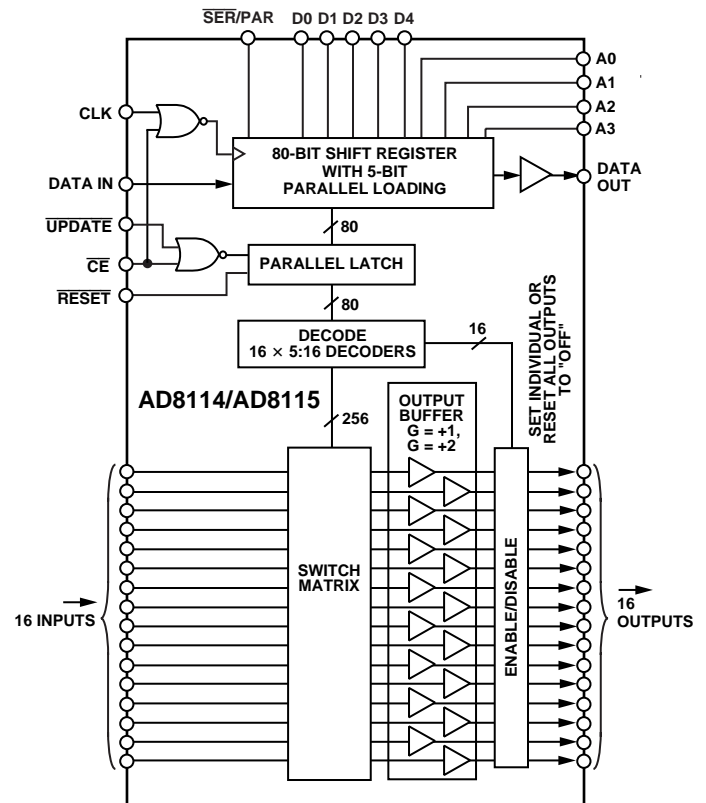 SER/PAR D0 D1 D2 D3 D4
A0
A1
A2
A3
CLK
80-BIT SHIFT REGISTER
WITH 5-BIT
PARALLEL LOADING
DATA IN
DATA
OUT
UPDATE
80
CE
PARALLEL LATCH
RESET
80
DECODE
16 × 5:16 DECODERS
16
SET INDIVIDUAL OR
RESET ALL OUTPUTS
TO "OFF"
AD8114/AD8115
256
OUTPUT
BUFFER
G = +1,
G = +2
SWITCH
MATRIX
ENABLE/DISABLE
16 INPUTS
16
OUTPUTS